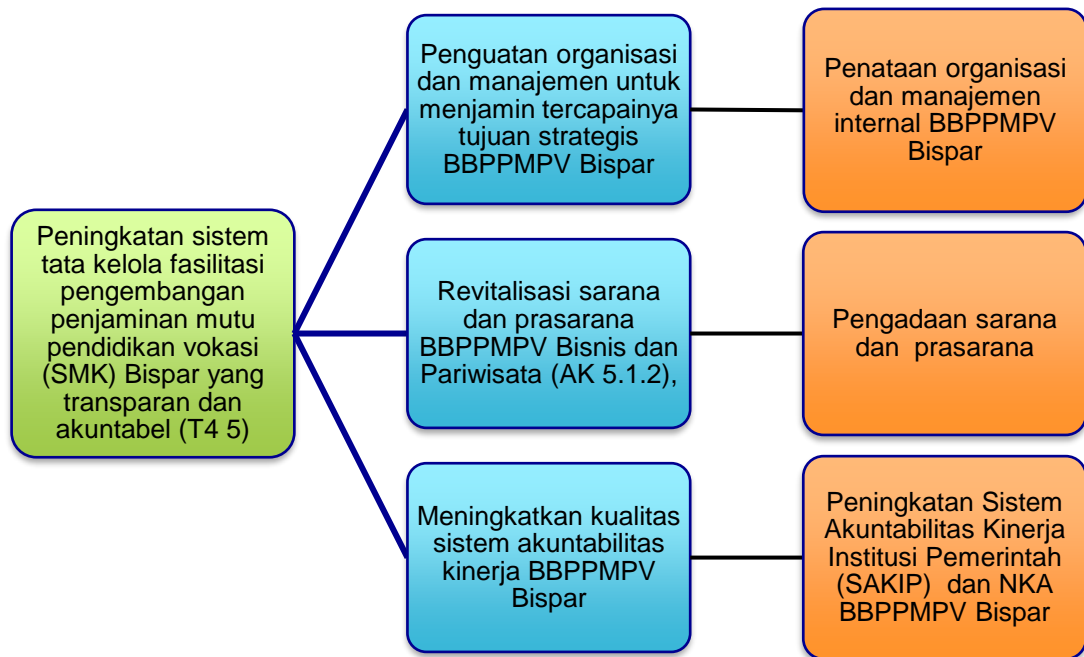 Peningkatan sistem
tata kelola fasilitasi
pengembangan
penjaminan mutu
pendidikan vokasi
(SMK) Bispar yang
transparan dan
akuntabel (T4 5)
Penguatan organisasi
dan manajemen untuk
menjamin tercapainya
tujuan strategis
BBPPMPV Bispar
Penataan organisasi
dan manajemen
internal BBPPMPV
Bispar
Revitalisasi sarana
dan prasarana
BBPPMPV Bisnis dan
Pariwisata (AK 5.1.2),
Pengadaan sarana
dan prasarana
Meningkatkan kualitas
sistem akuntabilitas
kinerja BBPPMPV
Bispar
Peningkatan Sistem
Akuntabilitas Kinerja
Institusi Pemerintah
(SAKIP) dan NKA
BBPPMPV Bispar